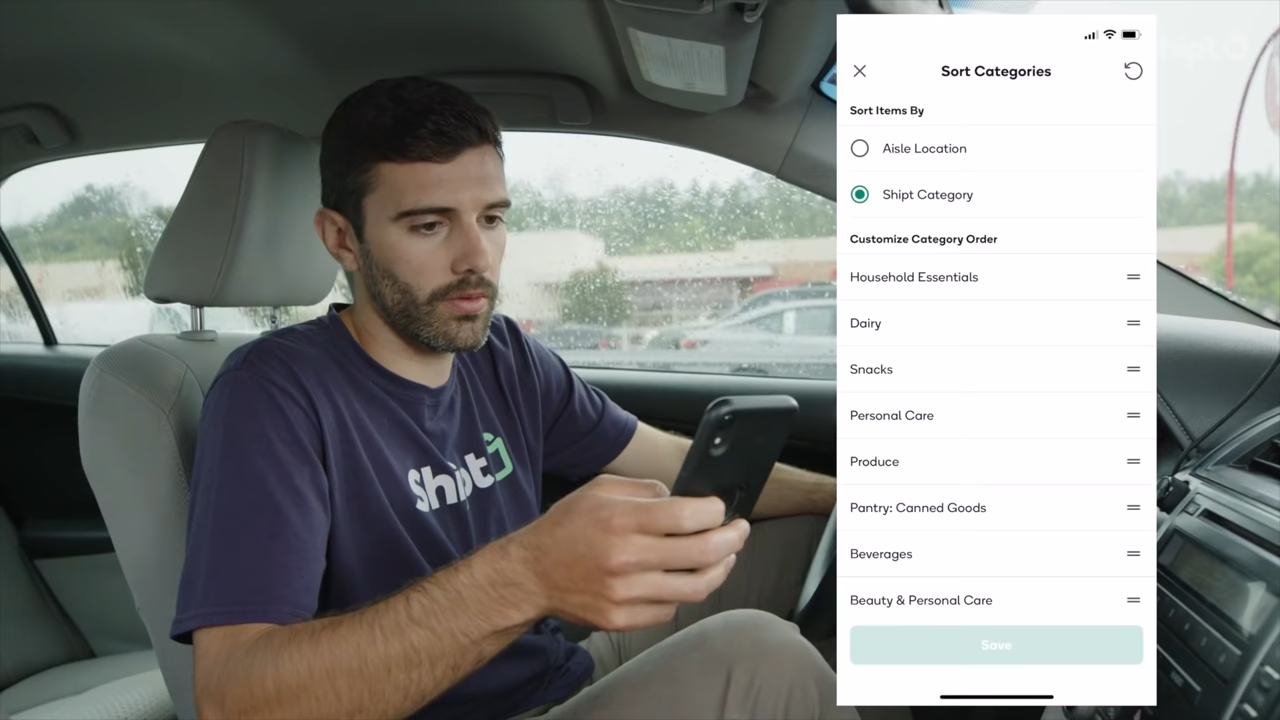 Shipt
Sort Categories
Sort Items By
Aisle Location
Shipt Category
Customize Category Order
Household Essentials
Dairy
Snacks
Personal Care
Produce
Pantry: Canned Goods
Beverages
Beauty & Personal Care
Save